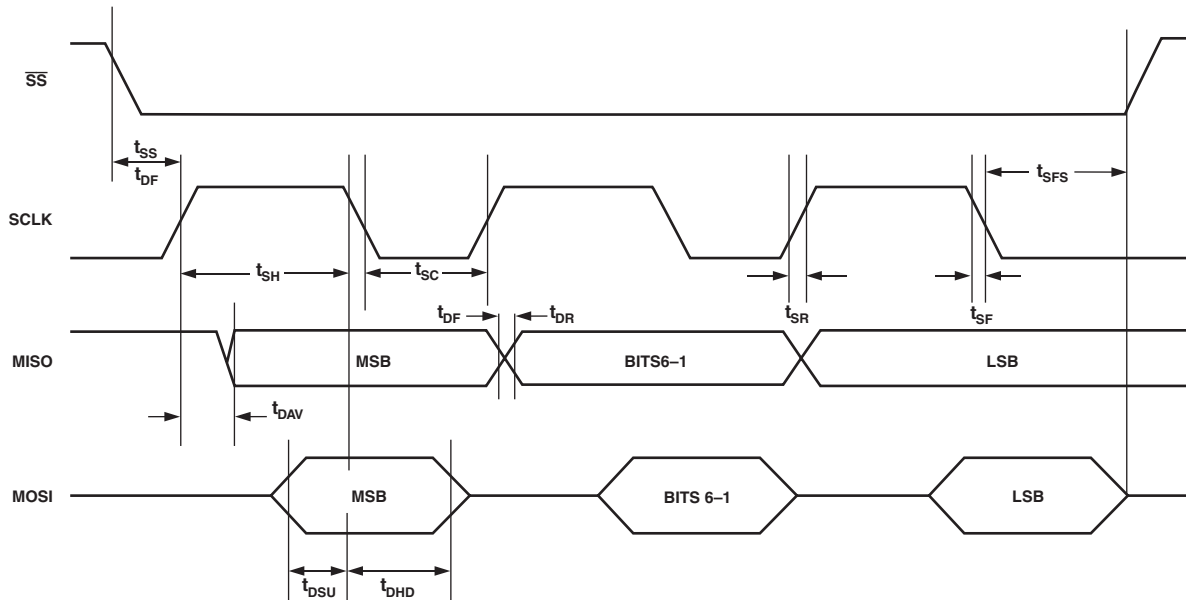 SS
tSS
tDF
tSFS
SCLK
tSH
tSC
tDF
tDR
tSR
tSF
MISO
MSB
BITS6–1
LSB
tDAV
MOSI
MSB
BITS 6–1
LSB
tDSU
tDHD